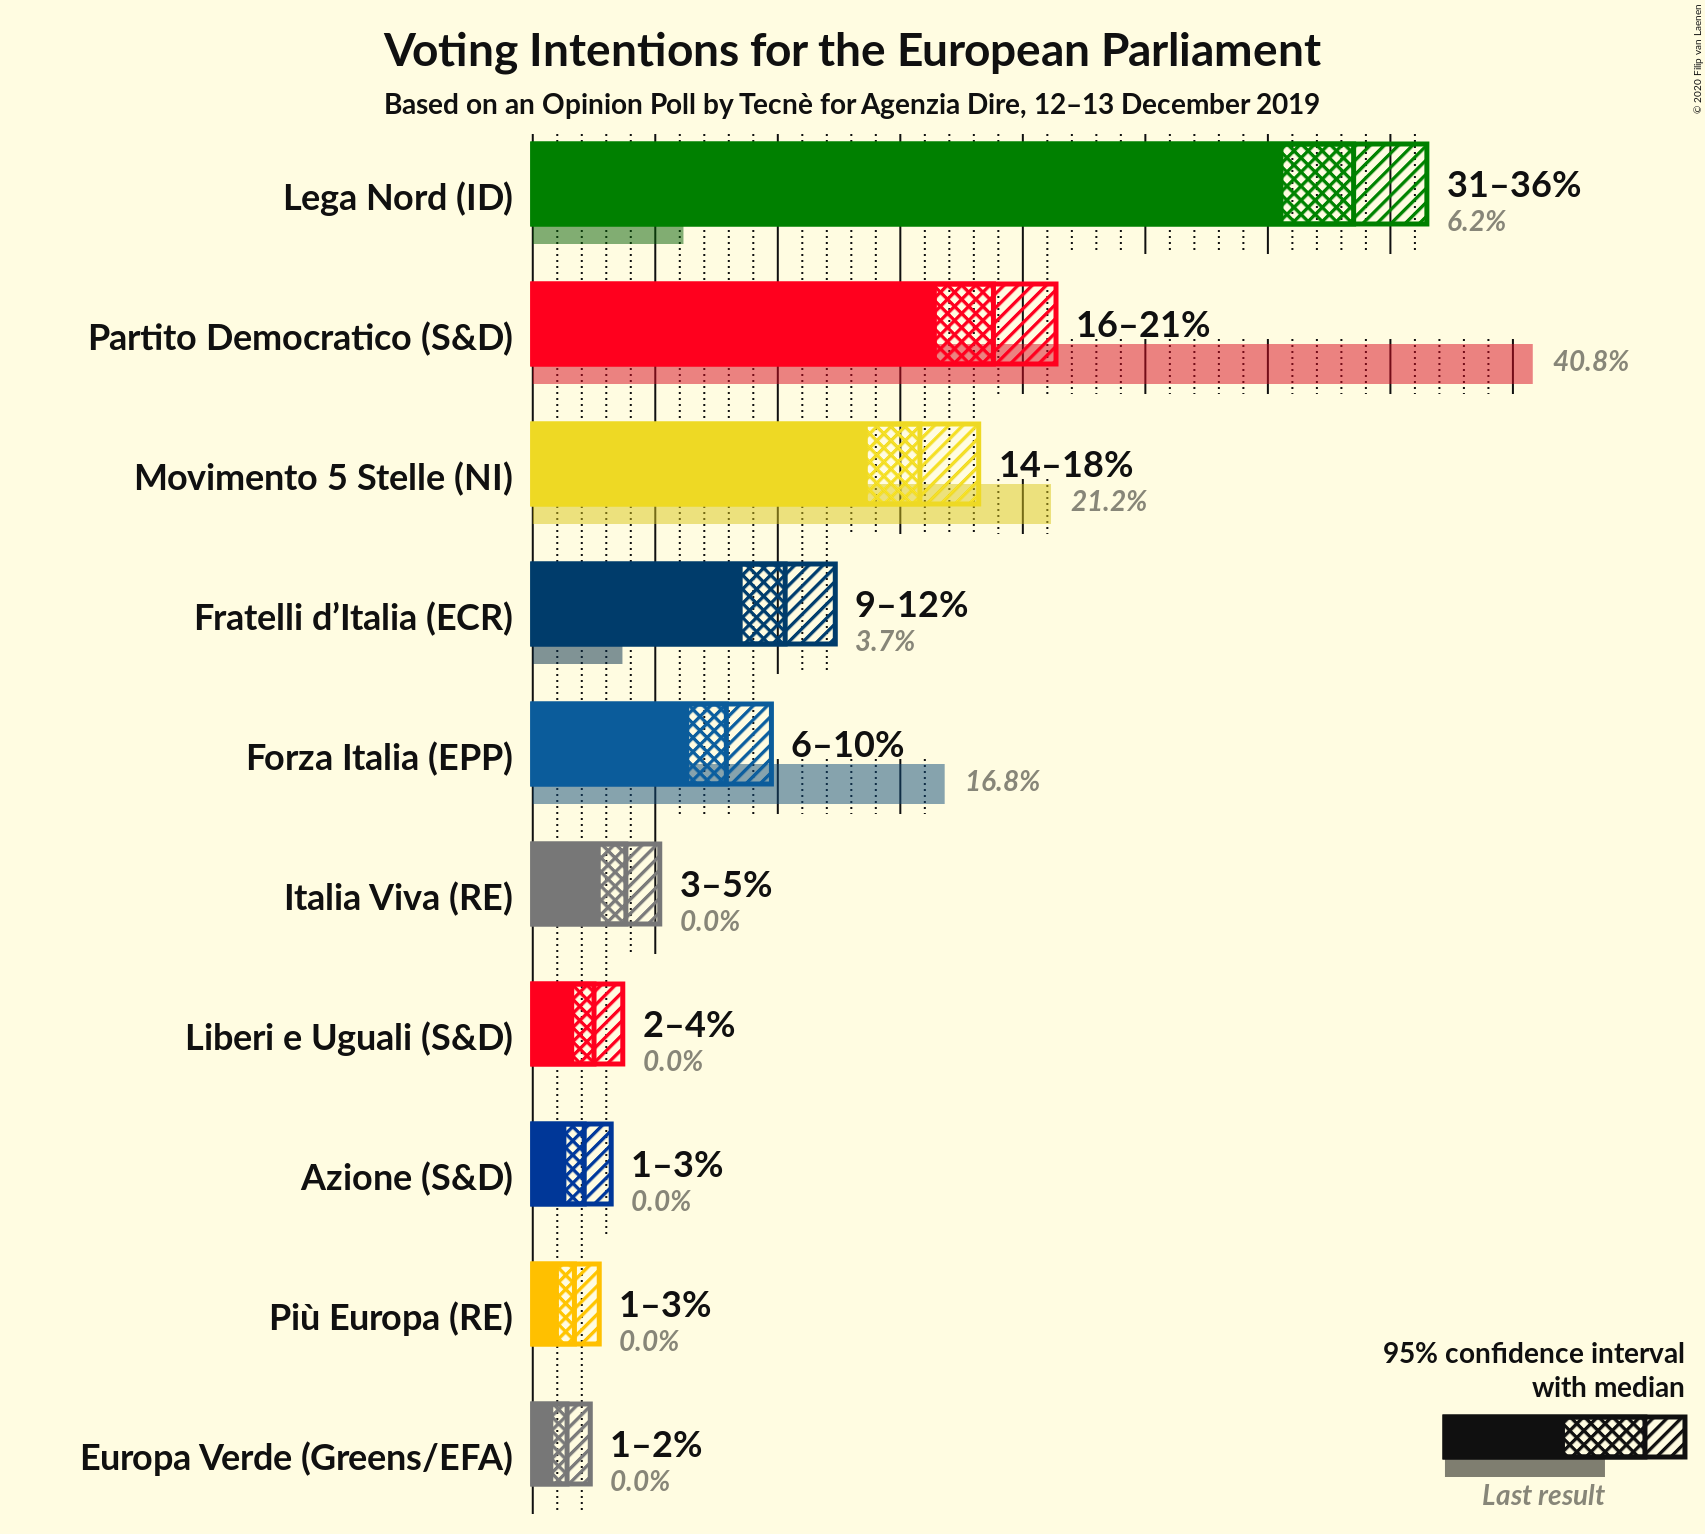 Voting Intentions for the European Parliament
Based on an Opinion Poll by Tecnè for Agenzia Dire, 12–13 December 2019
© 2020 Filip van Laenen
Lega Nord (ID)
31–36%
6.2%
Partito Democratico (S&D)
16–21%
40.8%
Movimento 5 Stelle (NI)
14–18%
21.2%
Fratelli d’Italia (ECR)
9–12%
3.7%
Forza Italia (EPP)
6–10%
16.8%
Italia Viva (RE)
3–5%
0.0%
Liberi e Uguali (S&D)
2–4%
0.0%
Azione (S&D)
1–3%
0.0%
Più Europa (RE)
1–3%
0.0%
Europa Verde (Greens/EFA)
1–2%
0.0%
95% confidence interval
with median
Last result